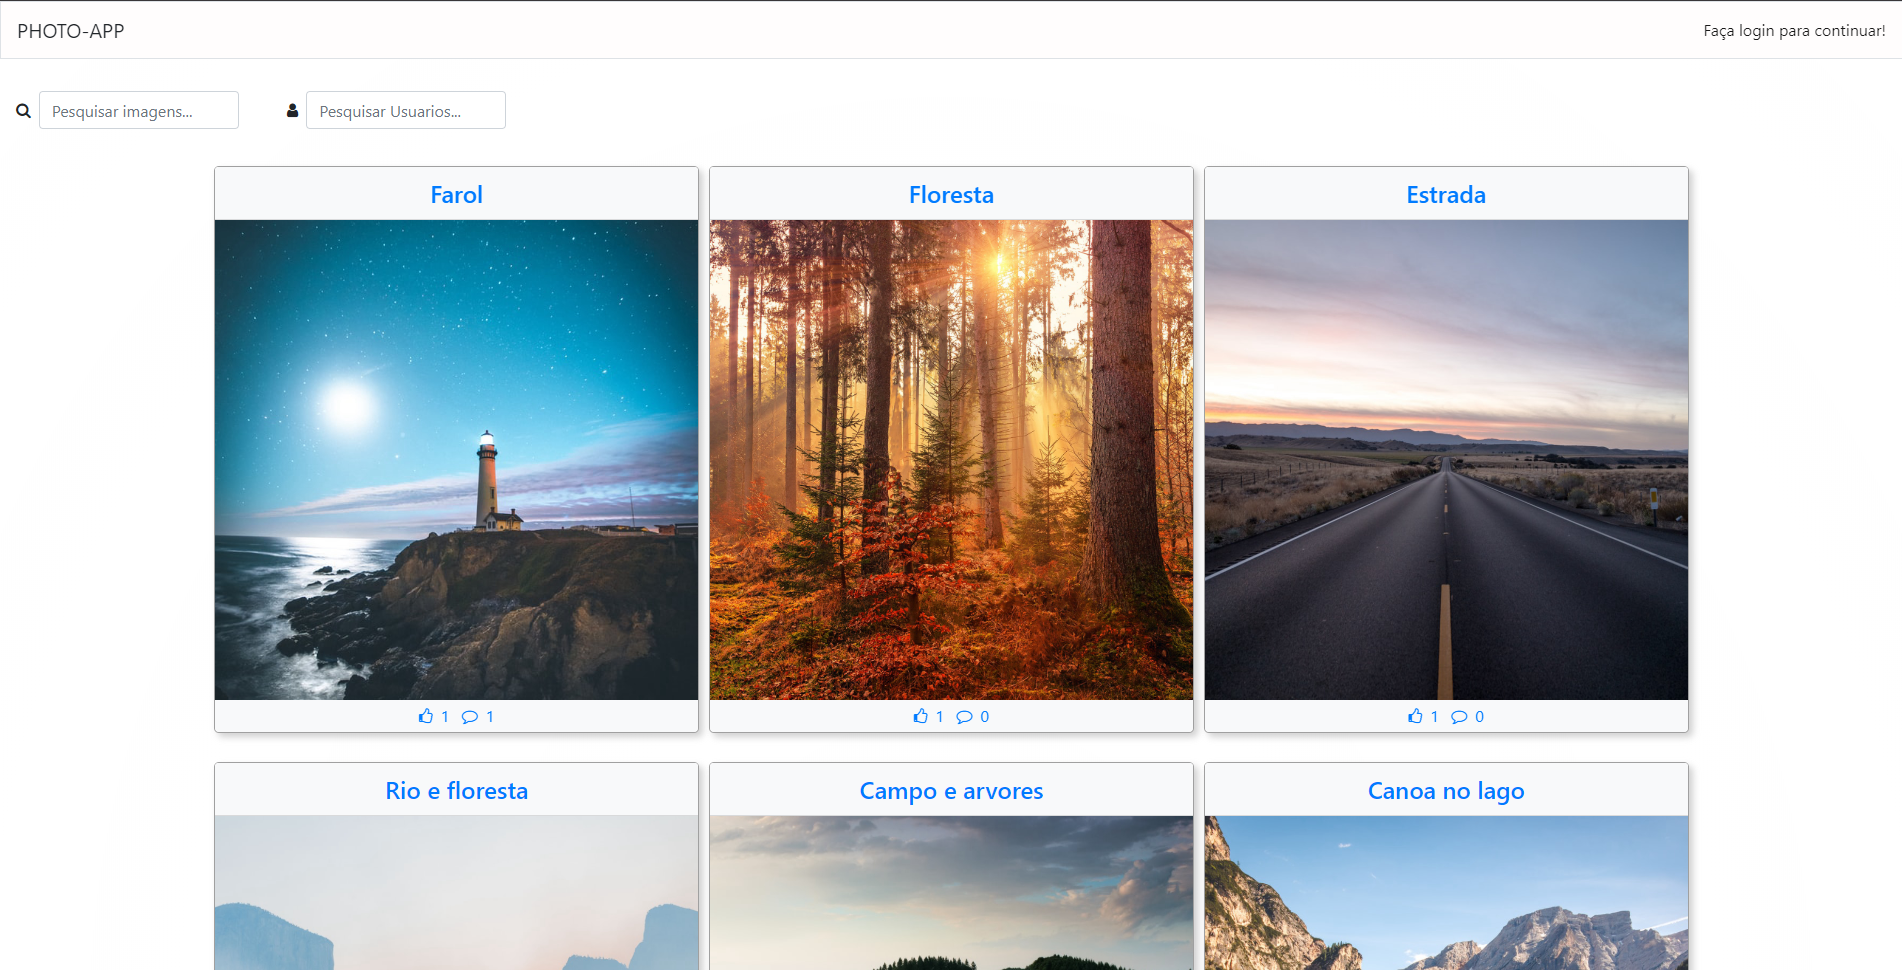 PHOTO-APP
Faça login para continuar!
Pesquisar imagens...
Pesquisar Usuarios...
Farol
Floresta
Estrada
1 1
1 0
1 0
Rio e floresta
Campo e arvores
Canoa no lago